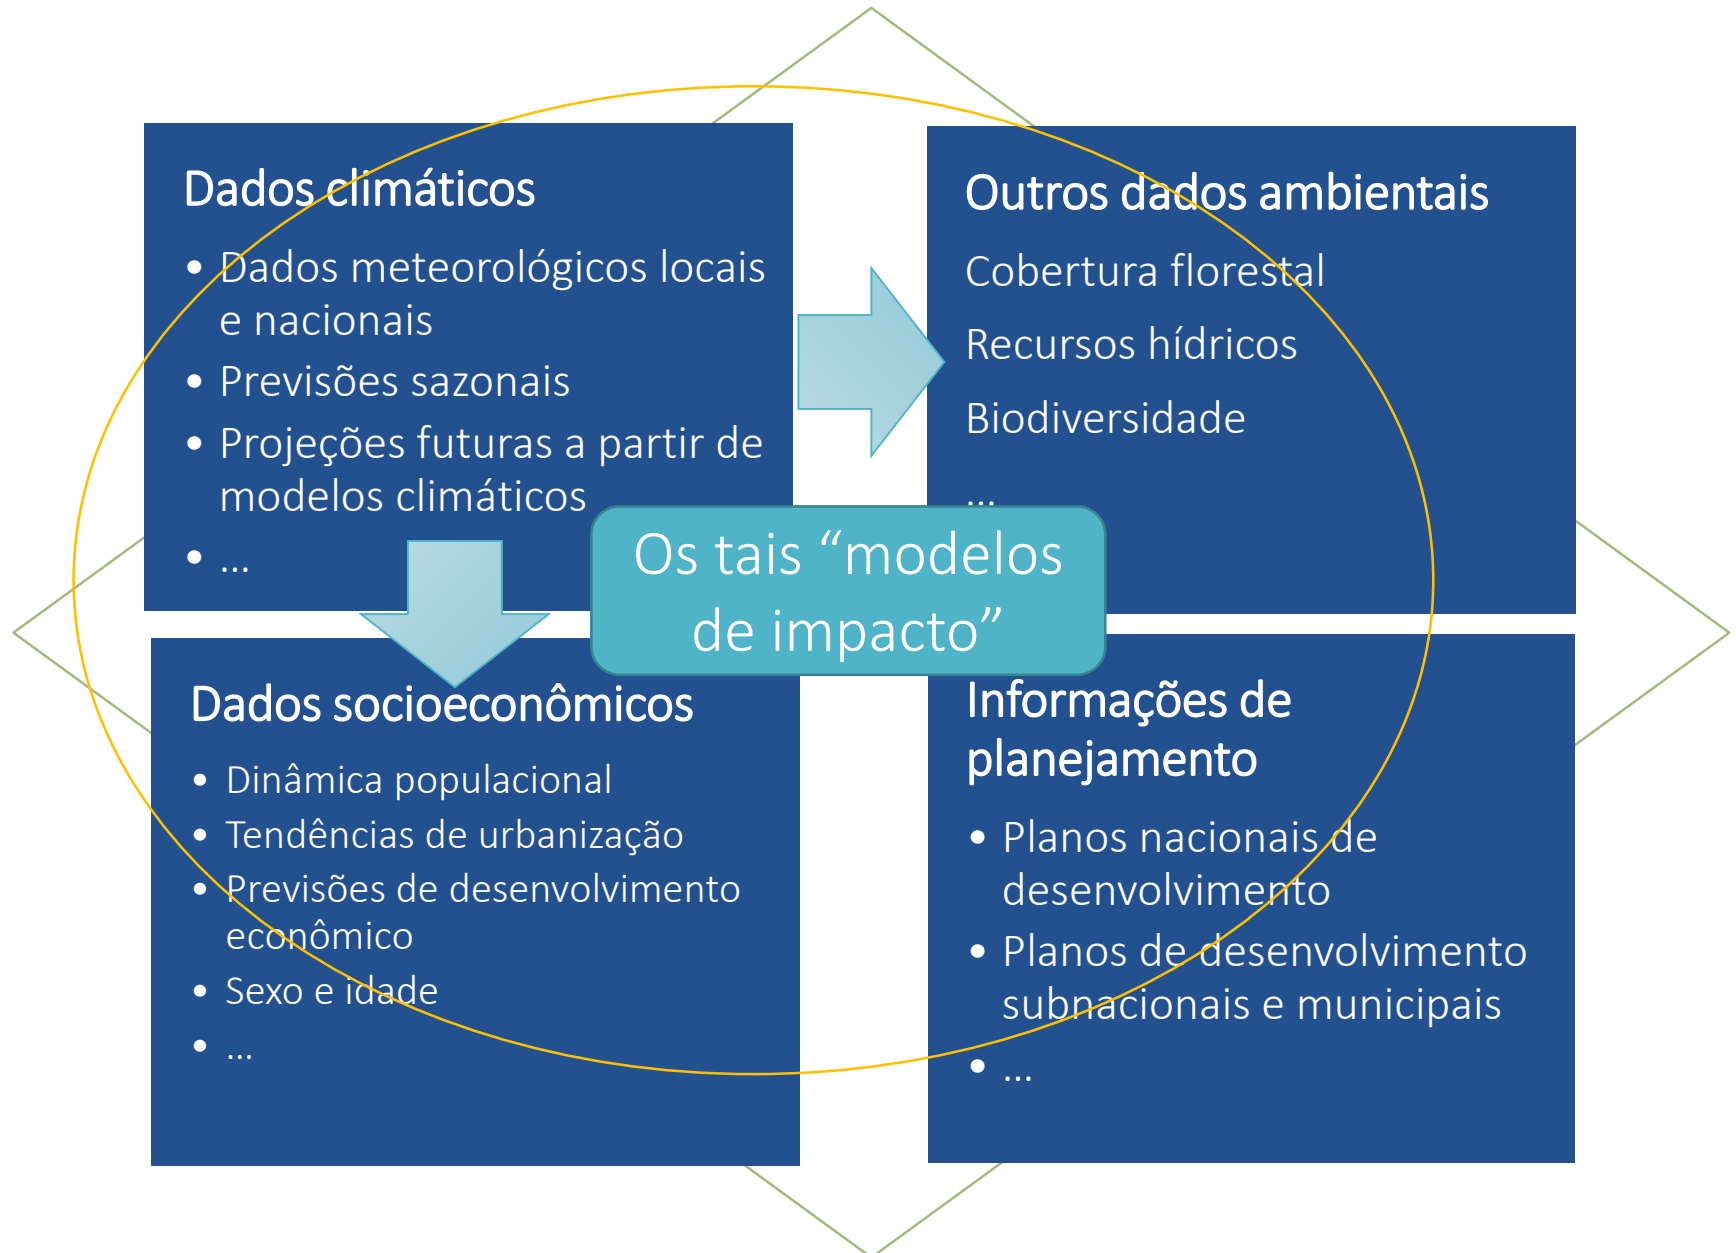 Dados climáticos
• Dados meteorológicos locais
e nacionais
• Previsões sazonais
• Projeções futuras a partir de
modelos climáticos
• ...
Outros dados ambientais
Cobertura florestal
Recursos hídricos
Biodiversidade
...
Os tais “modelos
de impacto”
Dados socioeconômicos
• Dinâmica populacional
• Tendências de urbanização
• Previsões de desenvolvimento
econômico
• Sexo e idade
• ...
Informações de
planejamento
• Planos nacionais de
desenvolvimento
• Planos de desenvolvimento
subnacionais e municipais
• ...